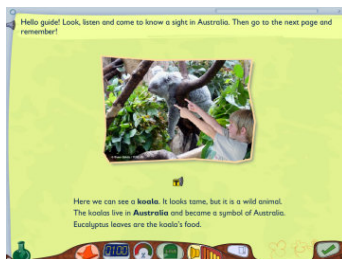 Hello guide! Look, listen and come to know a sight in Australia. Then go to the next page and
remember!
Here we can see a koala. It looks tame, but it is a wild animal.
The koalas live in Australia and became a symbol of Australia.
Eucalyptus leaves are the koala's food.
01:00